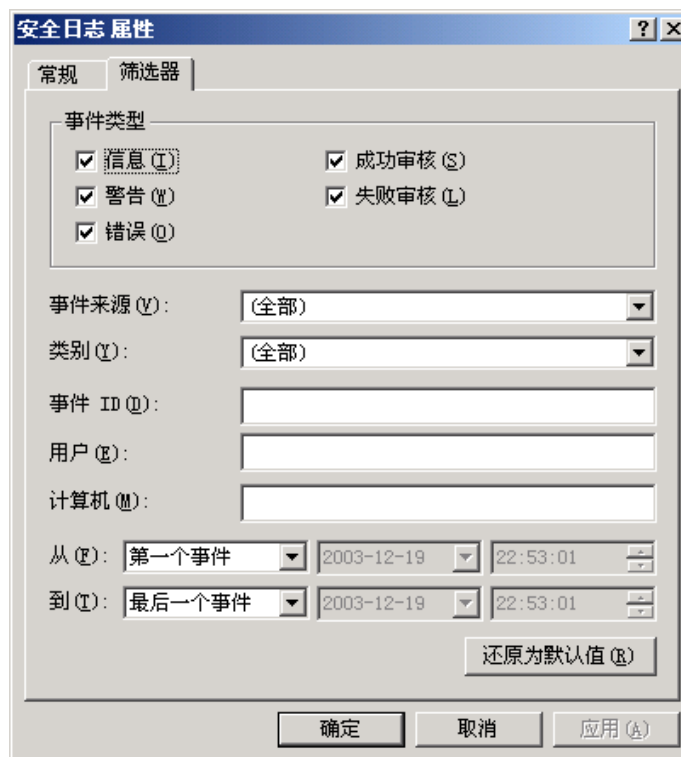 安全日志 属性
常规 筛选器
事件类型
信息(I) 成功审核(S)
警告(W) 失败审核(L)
错误(O)
事件来源(V): (全部)
类别(Y): (全部)
事件 ID(D):
用户(E):
计算机(M):
从(F): 第一个事件 2003-12-19 22:53:01
到(T): 最后一个事件 2003-12-19 22:53:01
还原为默认值(R)
确定 取消 应用(A)